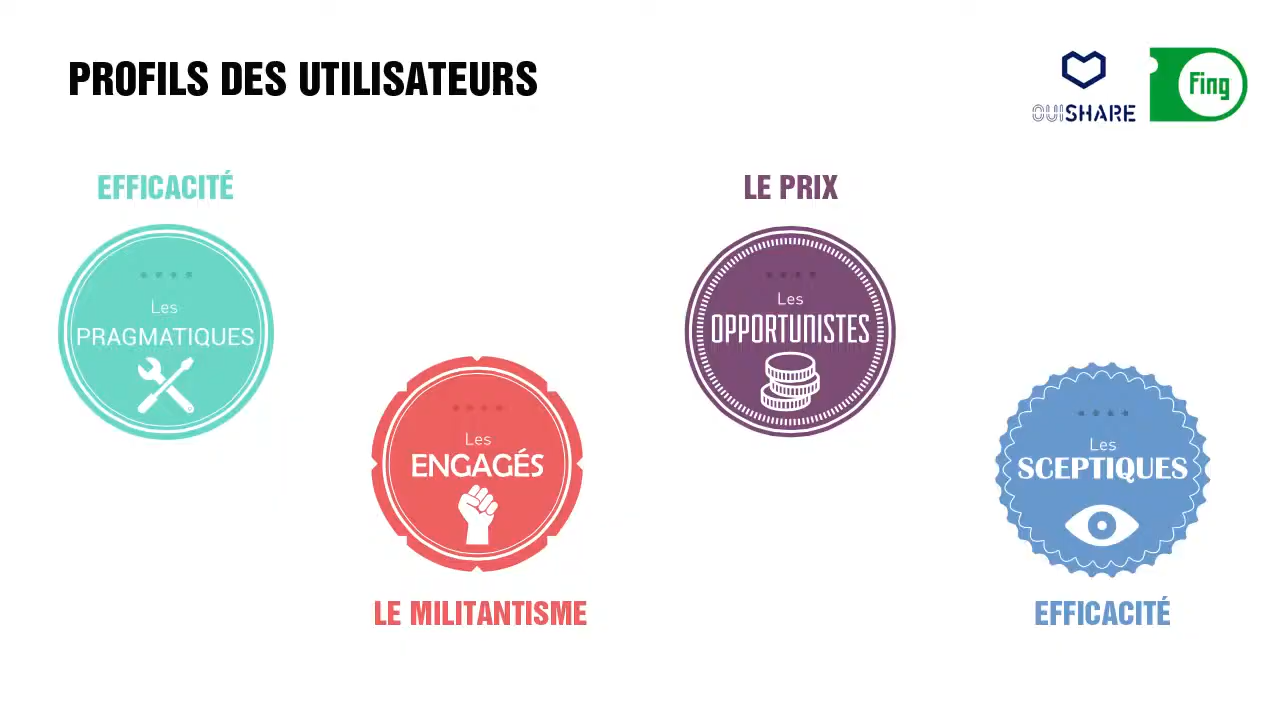 PROFILS DES UTILISATEURS
OUISHARE
Fing
EFFICACITÉ
Les
PRAGMATIQUES
Les
ENGAGÉS
LE MILITANTISME
LE PRIX
Les
OPPORTUNISTES
Les
SCEPTIQUES
EFFICACITÉ